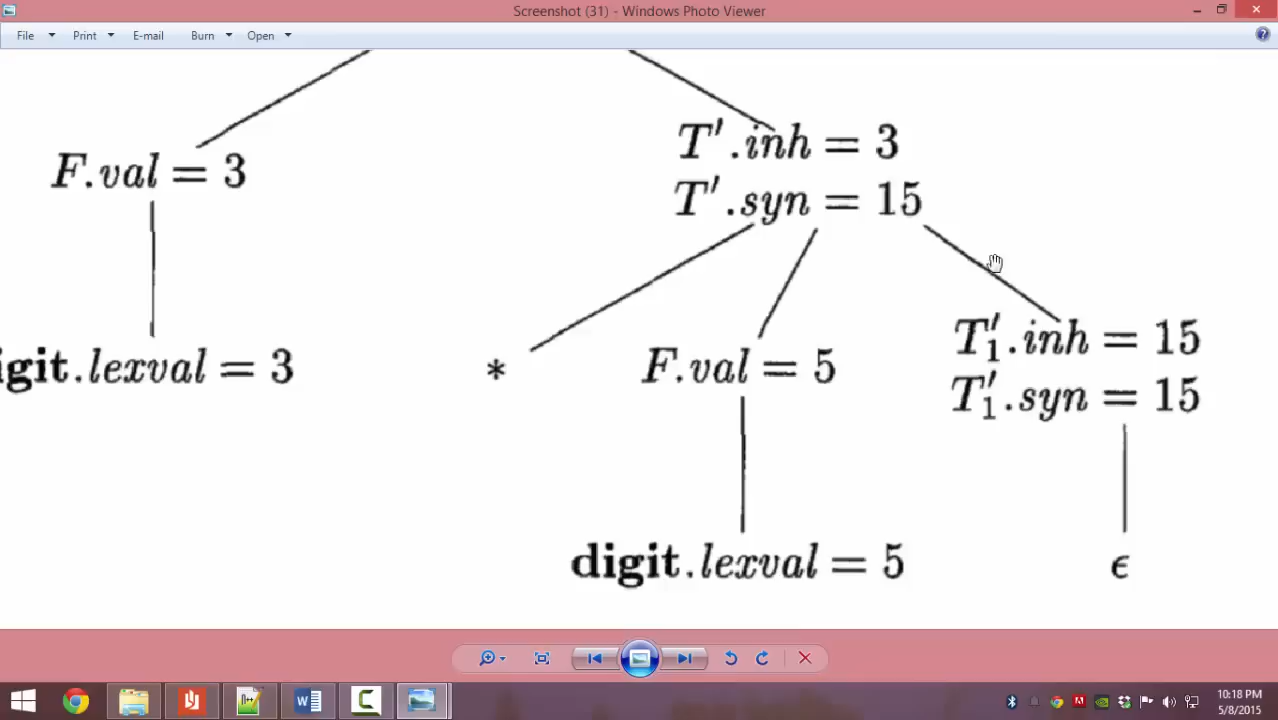 Screenshot (31) - Windows Photo Viewer
File Print E-mail Burn Open
T′.inh = 3
F.val = 3
T′.syn = 15
T′₁.inh = 15
igit.lexval = 3
*
F.val = 5
T′₁.syn = 15
digit.lexval = 5
ϵ
10:18 PM
5/8/2015